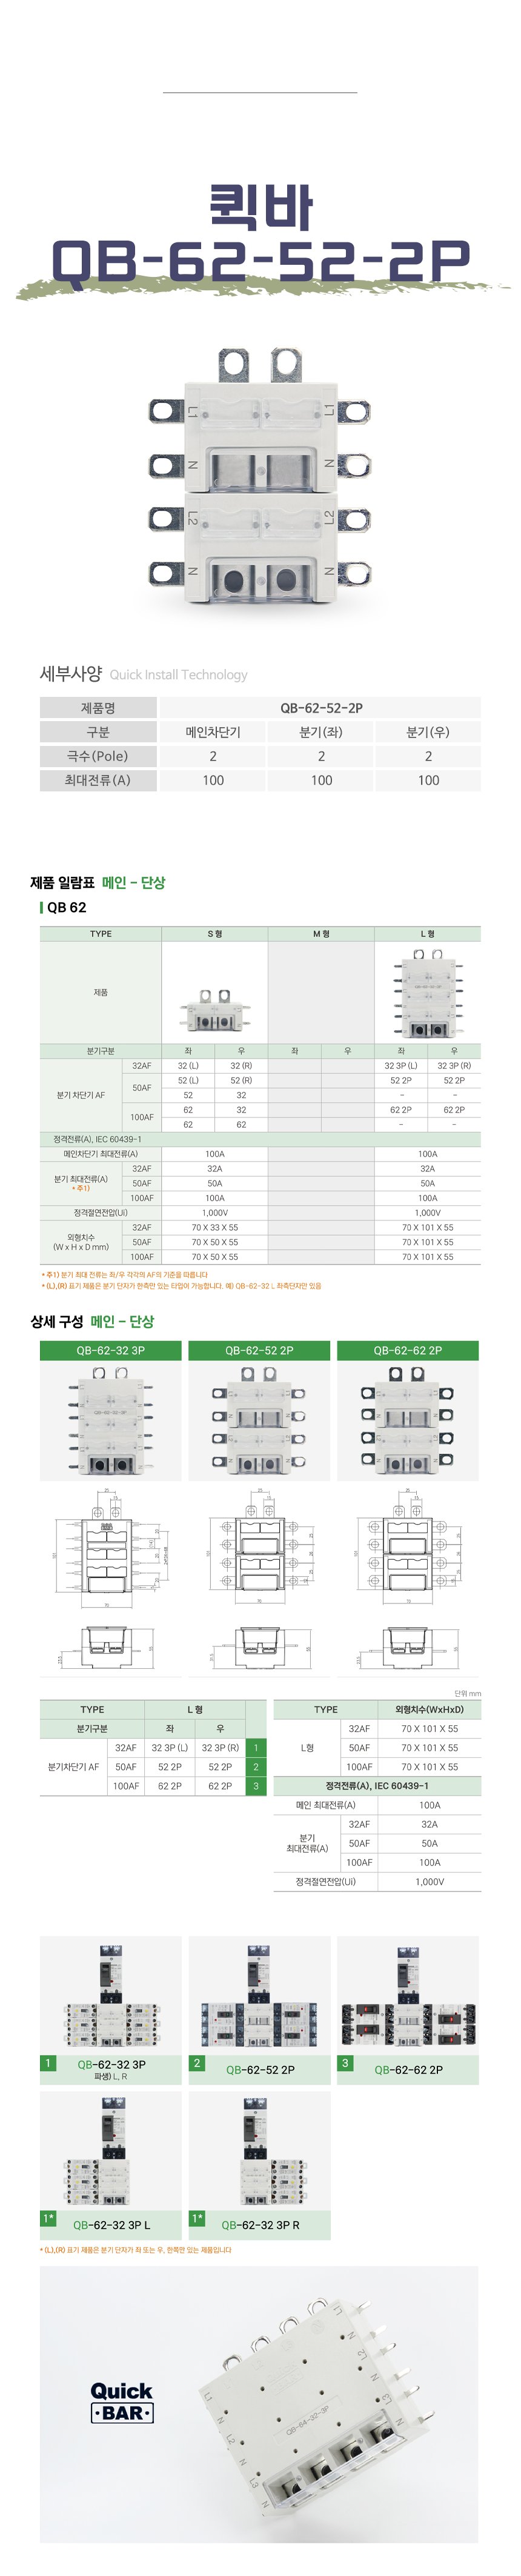 퀵바
QB-62-52-2P
L1 L1
N N
L2 L2
N N
세부사양 Quick Install Technology
제품명 QB-62-52-2P
구분 메인차단기 분기(좌) 분기(우)
극수(Pole) 2 2 2
최대전류(A) 100 100 100
제품 일람표 메인 - 단상
QB 62
TYPE S 형 M 형 L 형
제품
분기구분 좌 우 좌 우 좌 우
분기 차단기 AF 32AF 32 (L) 32 (R) 32 3P (L) 32 3P (R)
50AF 52 (L) 52 (R) 52 2P 52 2P
52 32 - -
100AF 62 32 62 2P 62 2P
62 62 - -
정격전류(A), IEC 60439-1
메인차단기 최대전류(A) 100A 100A
분기 최대전류(A) 32AF 32A 32A
* 주1) 50AF 50A 50A
100AF 100A 100A
정격절연전압(Ui) 1,000V 1,000V
외형치수 32AF 70 X 33 X 55 70 X 101 X 55
(W x H x D mm) 50AF 70 X 50 X 55 70 X 101 X 55
100AF 70 X 50 X 55 70 X 101 X 55
* 주1) 분기 최대 전류는 좌/우 각각의 AF의 기준을 따릅니다
* (L),(R) 표기 제품은 분기 단자가 한측만 있는 타입이 가능합니다. 예) QB-62-32 L 좌측단자만 있음
상세 구성 메인 - 단상
QB-62-32 3P QB-62-52 2P QB-62-62 2P
단위 mm
TYPE L 형
분기구분 좌 우
분기차단기 AF 32AF 32 3P (L) 32 3P (R) 1
50AF 52 2P 52 2P 2
100AF 62 2P 62 2P 3
TYPE 외형치수(WxHxD)
L형 32AF 70 X 101 X 55
50AF 70 X 101 X 55
100AF 70 X 101 X 55
정격전류(A), IEC 60439-1
메인 최대전류(A) 100A
분기 최대전류(A) 32AF 32A
50AF 50A
100AF 100A
정격절연전압(Ui) 1,000V
1 QB-62-32 3P
파생) L, R
2 QB-62-52 2P
3 QB-62-62 2P
1* QB-62-32 3P L
1* QB-62-32 3P R
* (L),(R) 표기 제품은 분기 단자가 좌 또는 우, 한쪽만 있는 제품입니다
Quick
BAR
QB-64-32-3P
L1
N
L2
N
L3
N